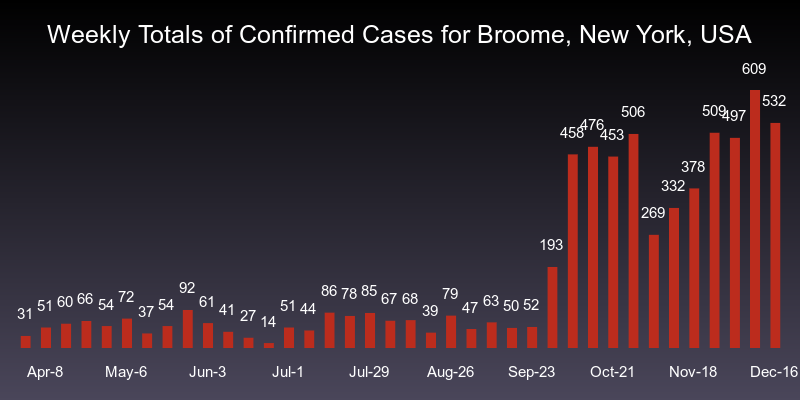 Weekly Totals of Confirmed Cases for Broome, New York, USA
31 51 60 66 54 72 37 54 92 61 41 27 14 51 44 86 78 85 67 68 39 79 47 63 50 52 193 458 476 453 506 269 332 378 509 497 609 532
Apr-8 May-6 Jun-3 Jul-1 Jul-29 Aug-26 Sep-23 Oct-21 Nov-18 Dec-16